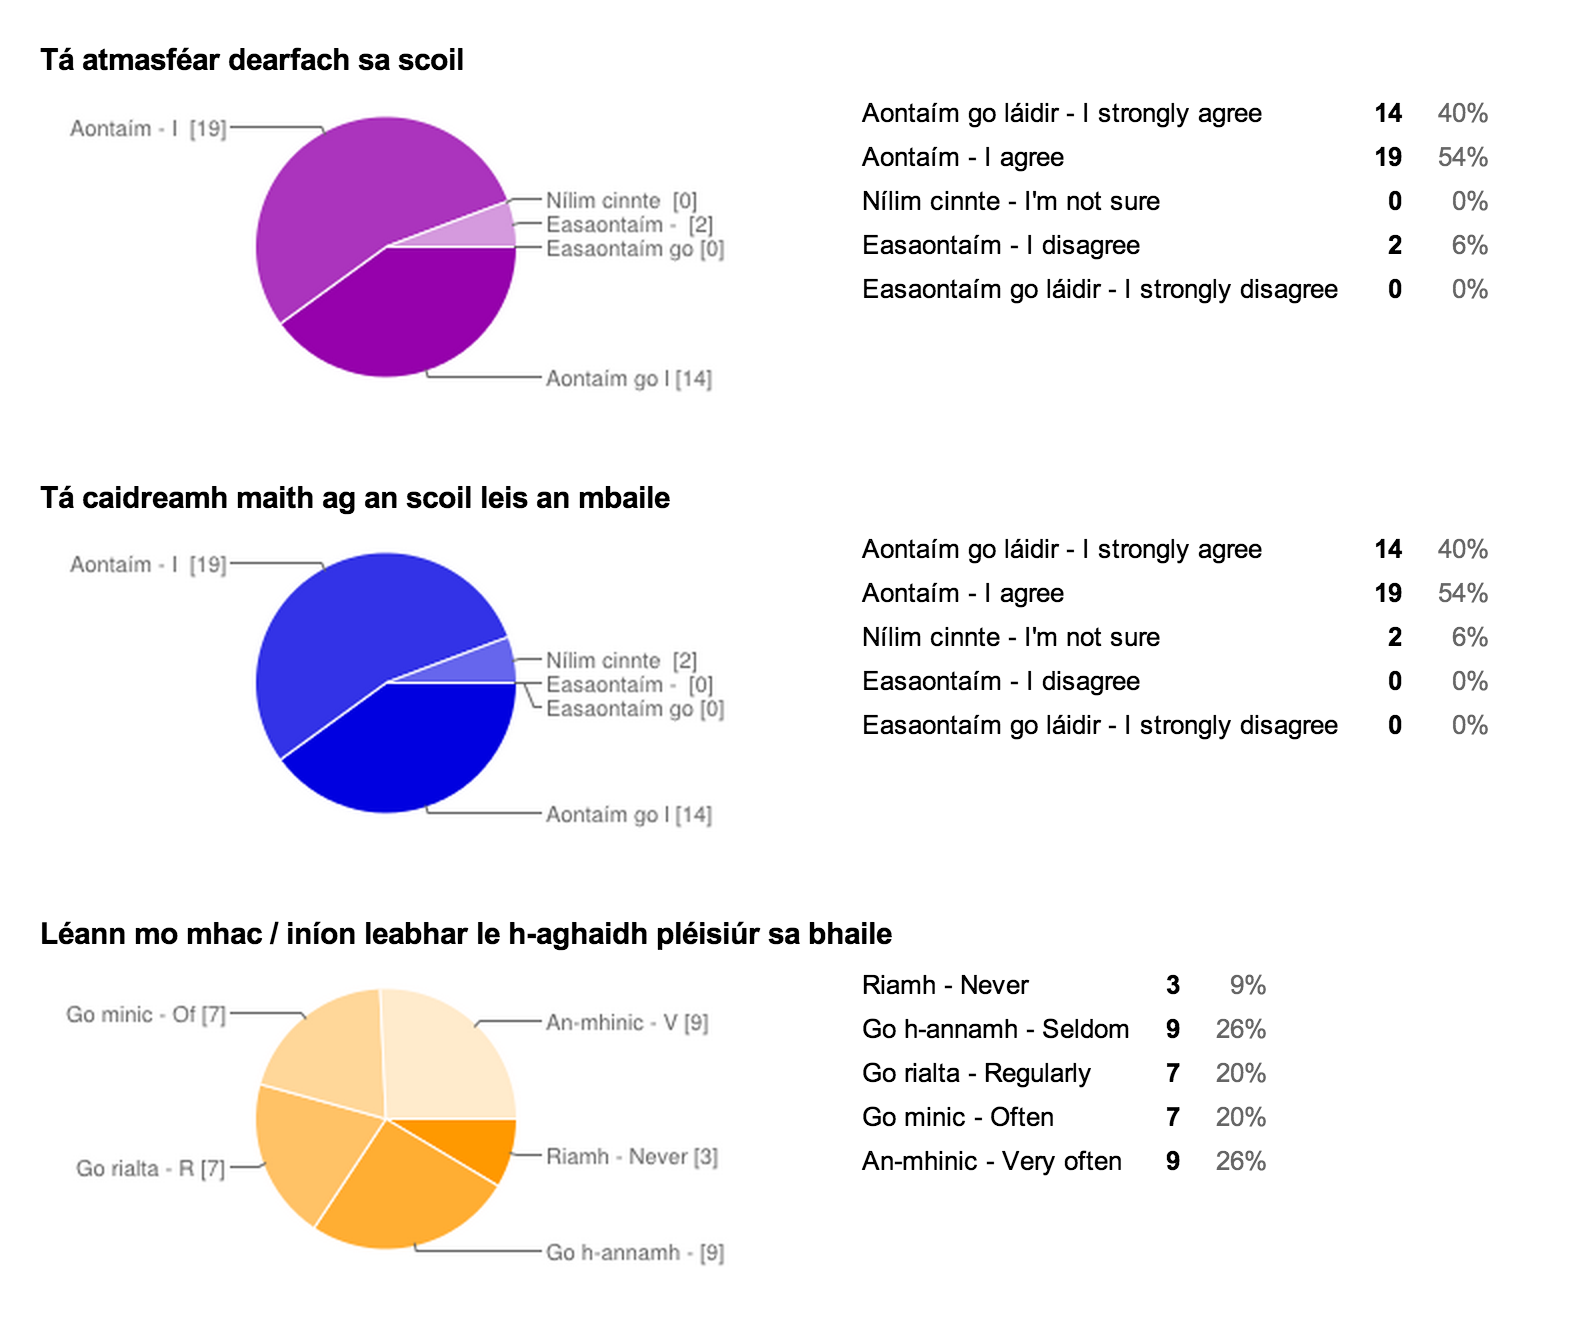 Tá atmasféar dearfach sa scoil
Aontaím - I [19]
Nílim cinnte [0]
Easaontaím - [2]
Easaontaím go [0]
Aontaím go l [14]
Aontaím go láidir - I strongly agree 14 40%
Aontaím - I agree 19 54%
Nílim cinnte - I'm not sure 0 0%
Easaontaím - I disagree 2 6%
Easaontaím go láidir - I strongly disagree 0 0%
Tá caidreamh maith ag an scoil leis an mbaile
Aontaím - I [19]
Nílim cinnte [2]
Easaontaím - [0]
Easaontaím go [0]
Aontaím go l [14]
Aontaím go láidir - I strongly agree 14 40%
Aontaím - I agree 19 54%
Nílim cinnte - I'm not sure 2 6%
Easaontaím - I disagree 0 0%
Easaontaím go láidir - I strongly disagree 0 0%
Léann mo mhac / iníon leabhar le h-aghaidh pléisiúr sa bhaile
Go minic - Of [7]
An-mhinic - V [9]
Go rialta - R [7]
Riamh - Never [3]
Go h-annamh - [9]
Riamh - Never 3 9%
Go h-annamh - Seldom 9 26%
Go rialta - Regularly 7 20%
Go minic - Often 7 20%
An-mhinic - Very often 9 26%